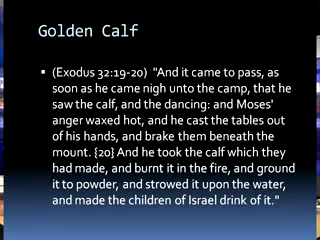 Golden Calf
(Exodus 32:19-20) "And it came to pass, as
soon as he came nigh unto the camp, that he
saw the calf, and the dancing: and Moses'
anger waxed hot, and he cast the tables out
of his hands, and brake them beneath the
mount. {20} And he took the calf which they
had made, and burnt it in the fire, and ground
it to powder, and strowed it upon the water,
and made the children of Israel drink of it."